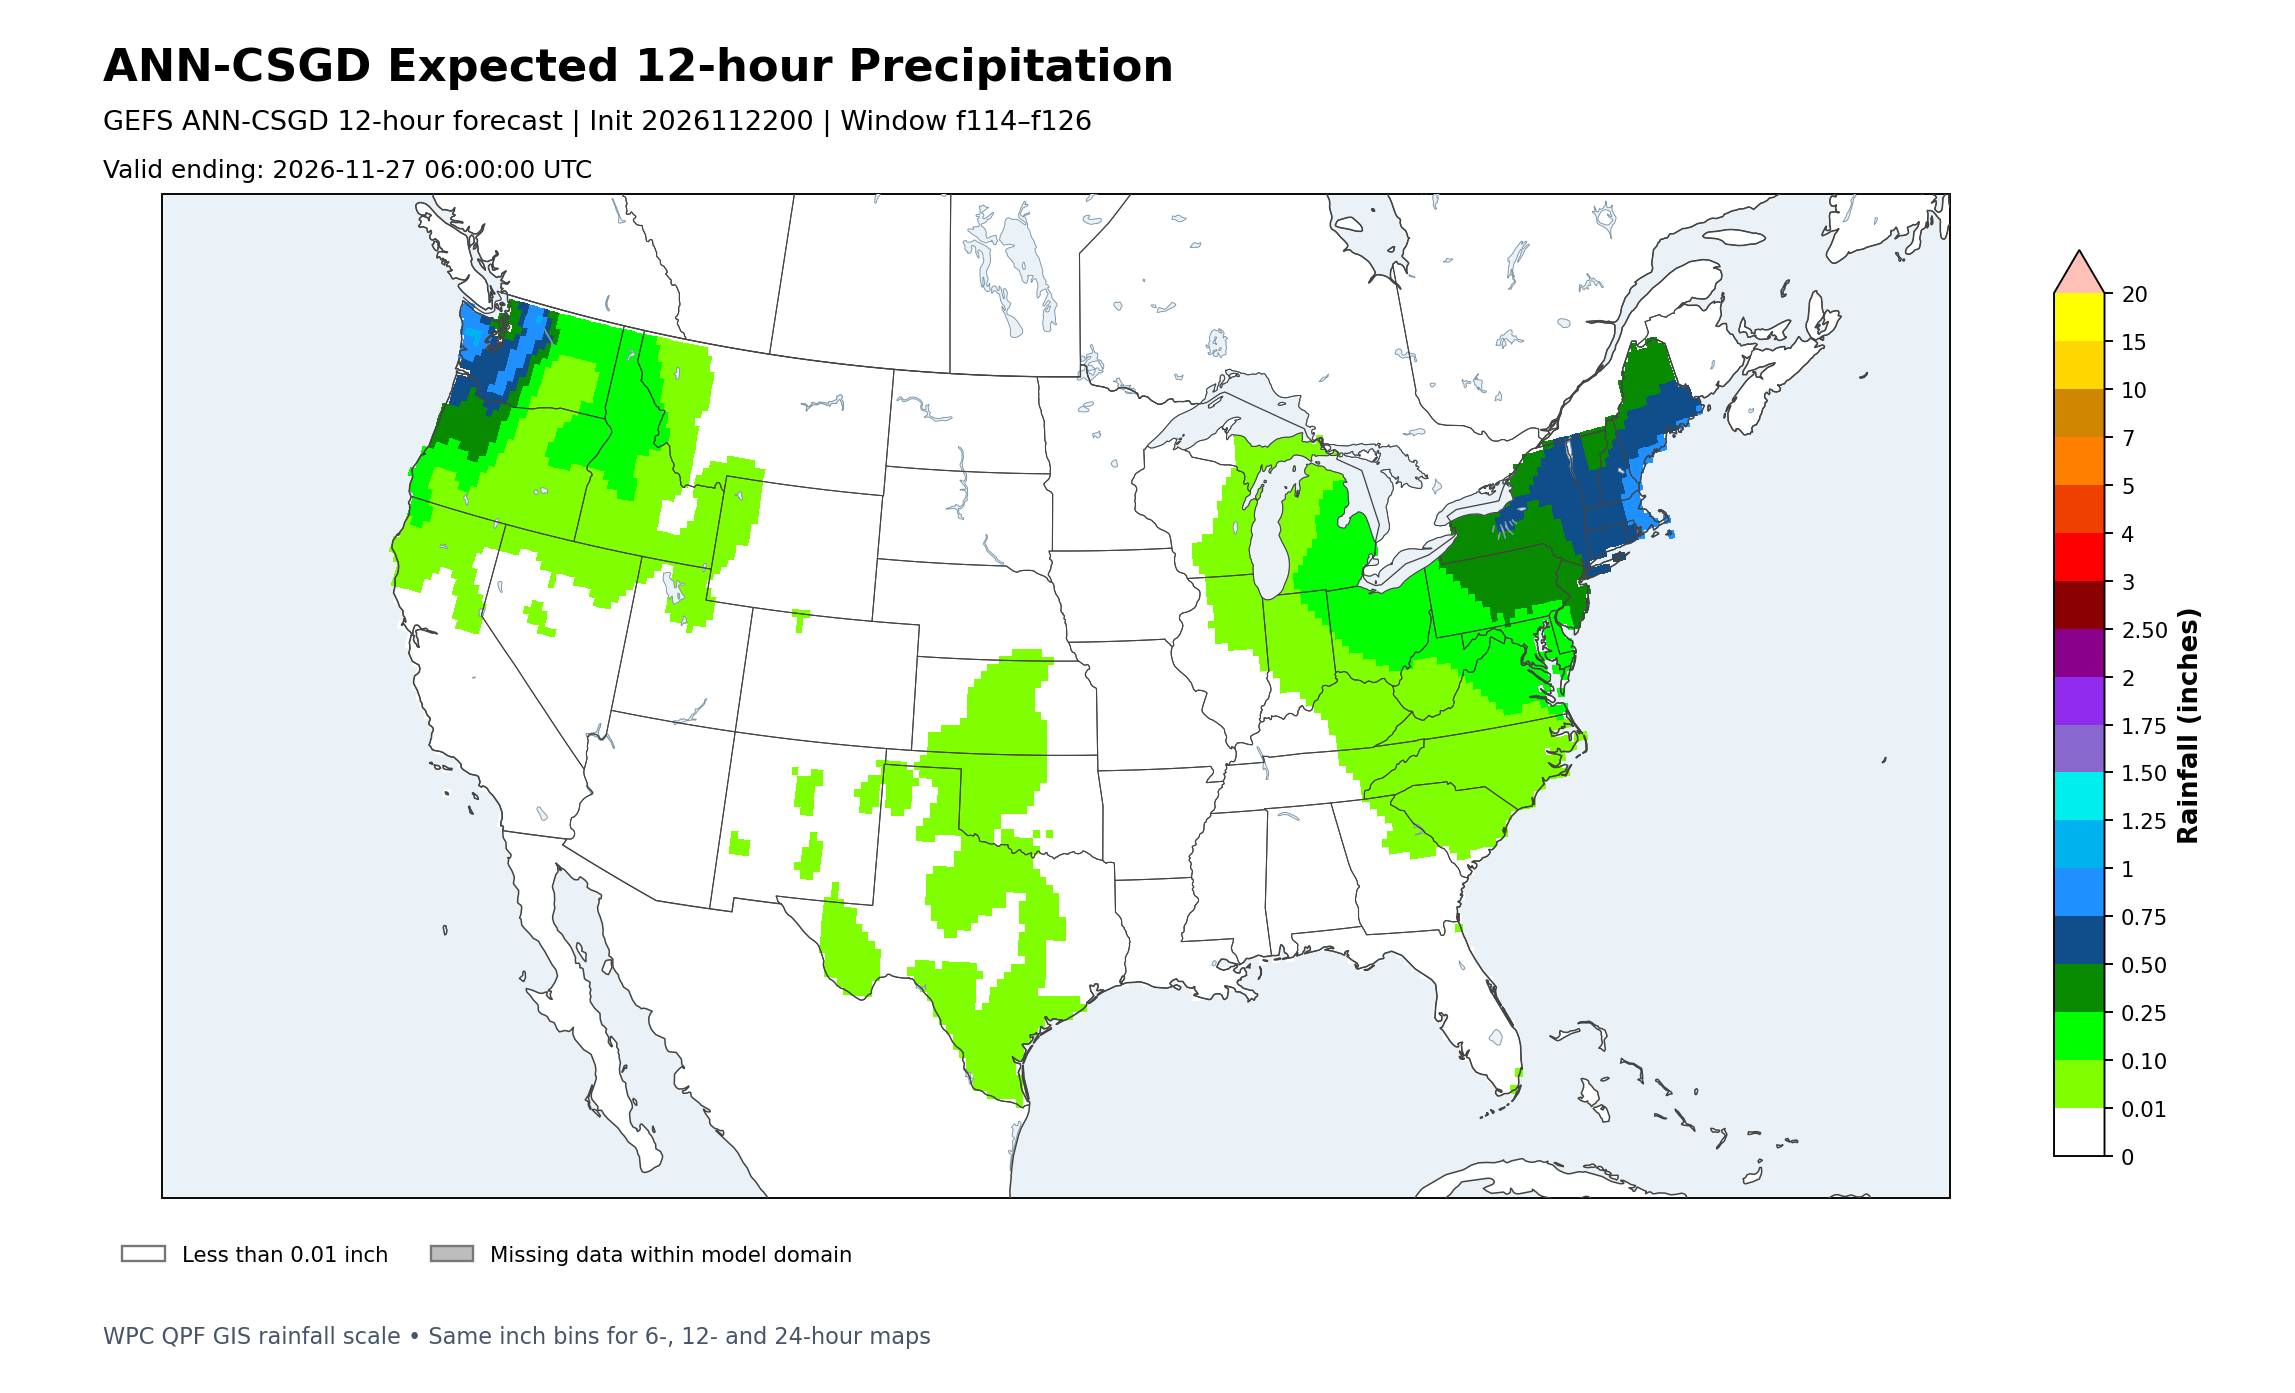 ANN-CSGD Expected 12-hour Precipitation
GEFS ANN-CSGD 12-hour forecast | Init 2026112200 | Window f114–f126
Valid ending: 2026-11-27 06:00:00 UTC
20
15
10
7
5
4
3
2.50
2
1.75
1.50
1.25
1
0.75
0.50
0.25
0.10
0.01
0
Rainfall (inches)
Less than 0.01 inch
Missing data within model domain
WPC QPF GIS rainfall scale • Same inch bins for 6-, 12- and 24-hour maps